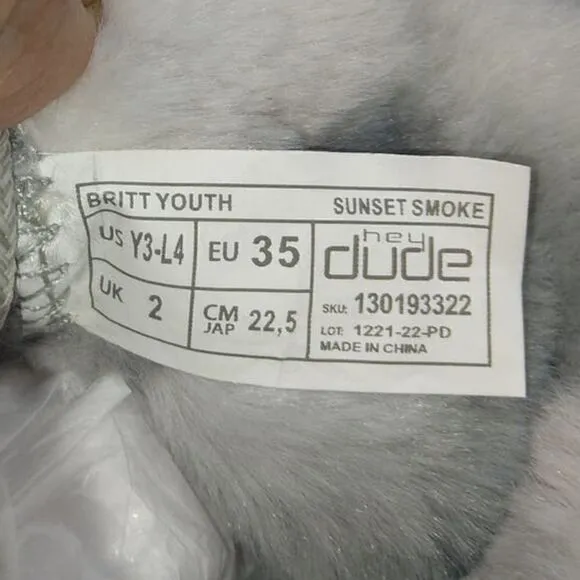 BRITT YOUTH SUNSET SMOKE
US Y3-L4 EU 35
UK 2 CM JAP 22,5
hey
dude
SKU: 130193322
LOT: 1221-22-PD
MADE IN CHINA